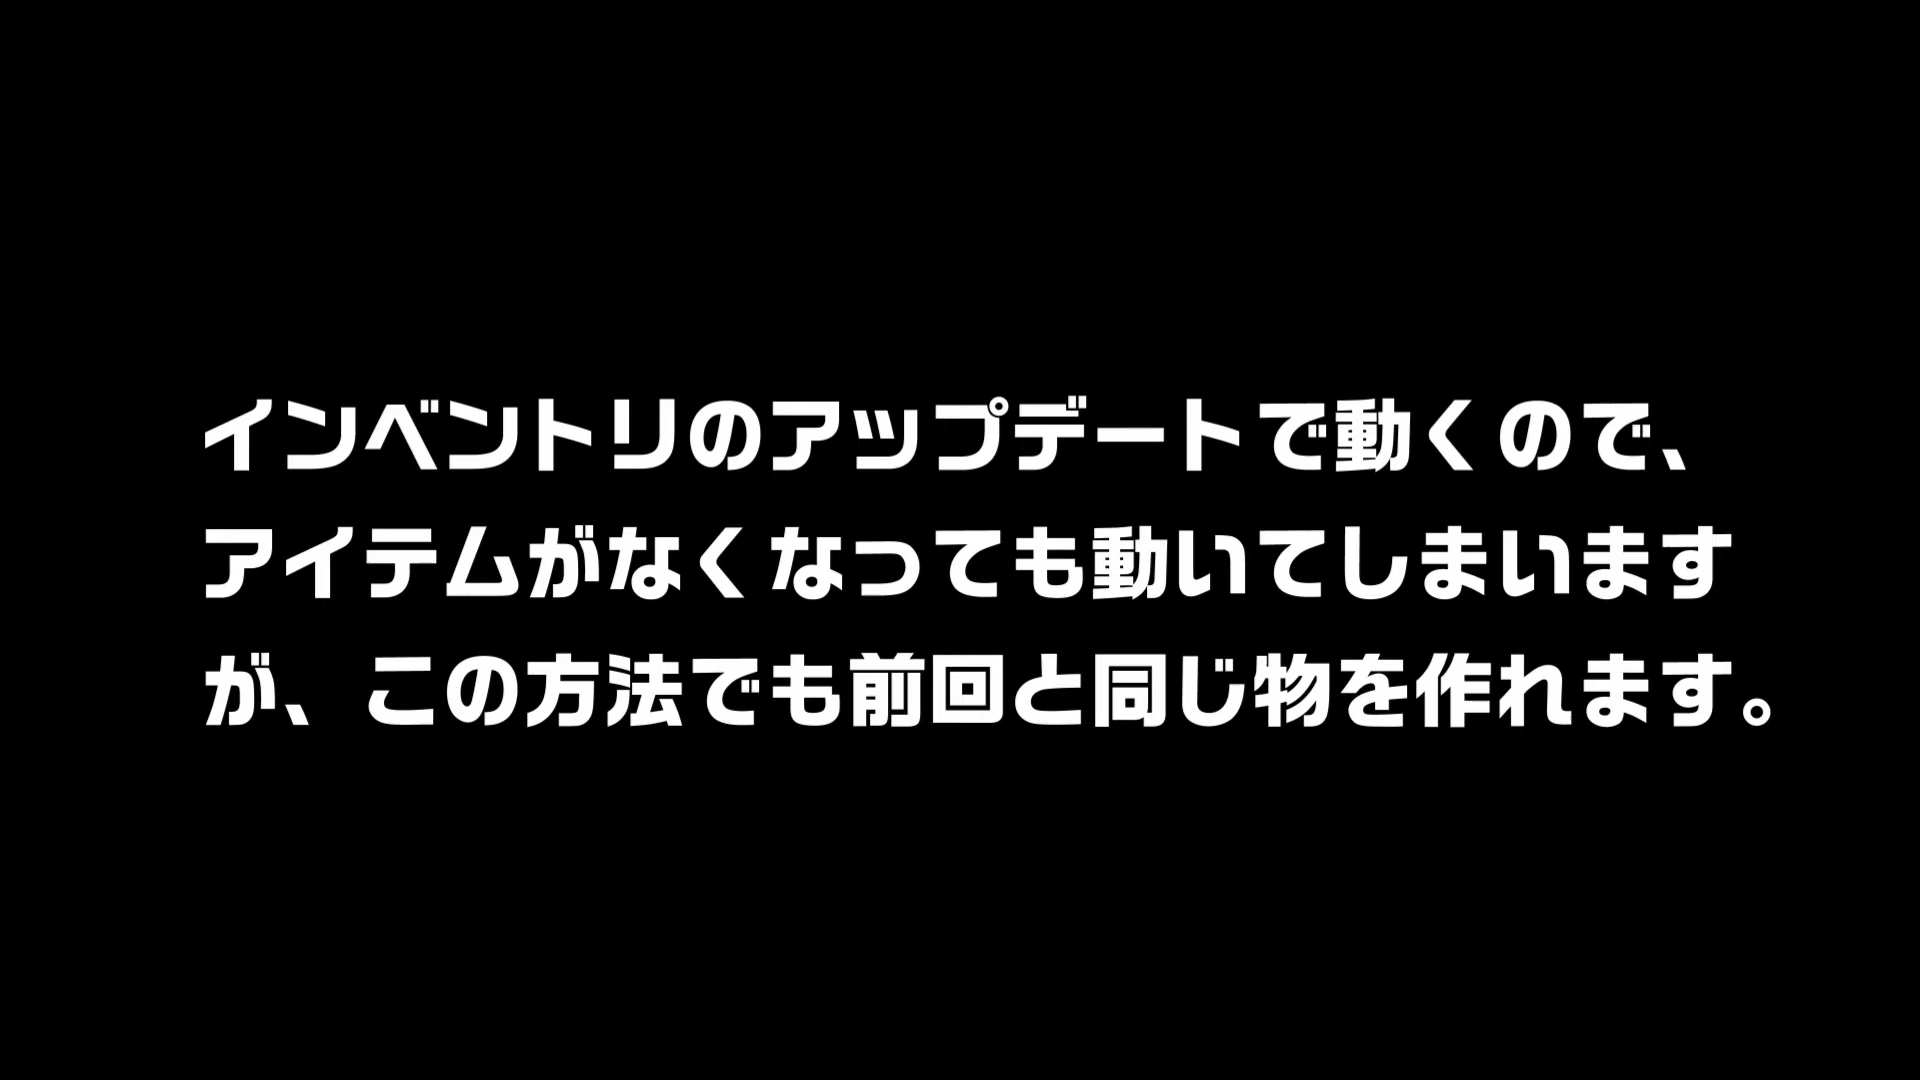 インベントリのアップデートで動くので、
アイテムがなくなっても動いてしまいます
が、この方法でも前回と同じ物を作れます。